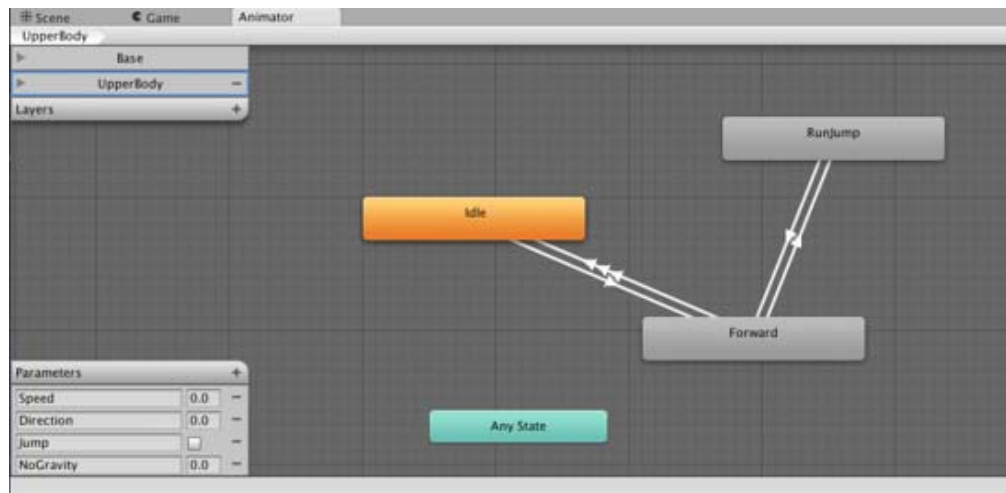 Scene Game Animator
UpperBody
Base
UpperBody
Layers
RunJump
Idle
Forward
Any State
Parameters
Speed 0.0
Direction 0.0
Jump
NoGravity 0.0